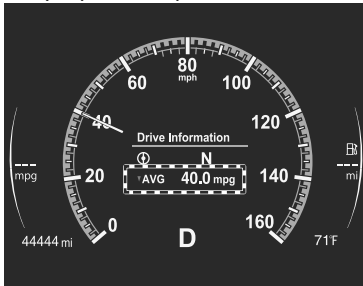 80
mph
60
100
40
120
Drive Information
N
AVG 40.0 mpg
20
140
--- mpg
--- mi
0
160
44444 mi
D
71°F